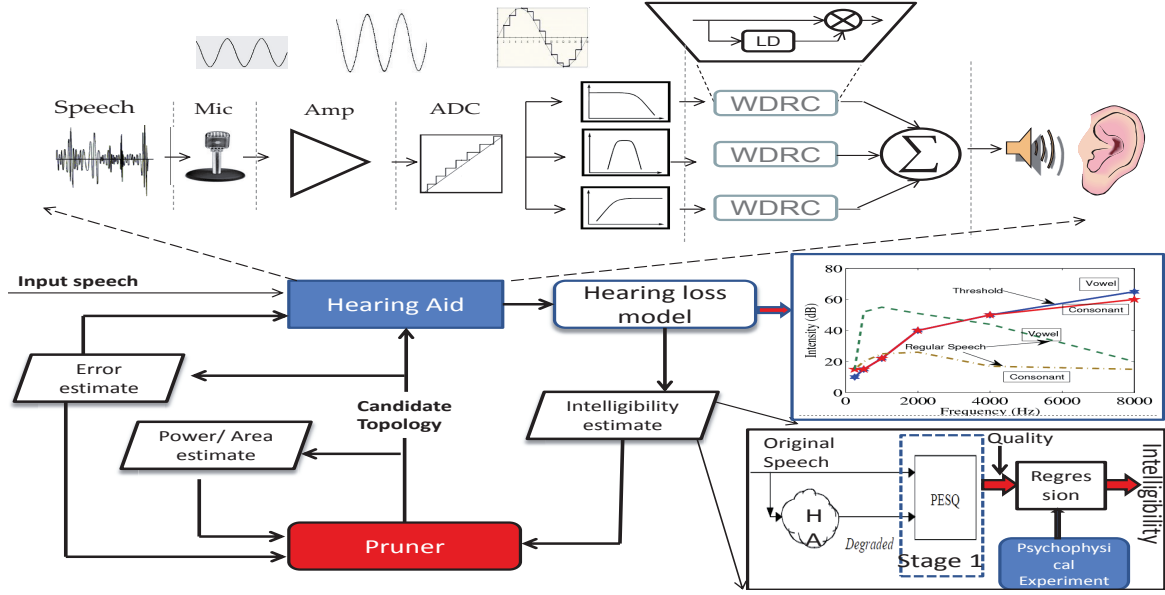 LD
Speech
Mic
Amp
ADC
WDRC
WDRC
WDRC
Σ
Input speech
Hearing Aid
Hearing loss
model
Error
estimate
Candidate
Topology
Power/ Area
estimate
Intelligibility
estimate
Pruner
80
60
40
20
0
0
2000
4000
6000
8000
Intensity (dB)
Frequency (Hz)
Threshold
Vowel
Consonant
Vowel
Regular Speech
Consonant
Original
Speech
H
A
Degraded
PESQ
Stage 1
Quality
Regres
sion
Intelligibility
Psychophysi
cal Experiment